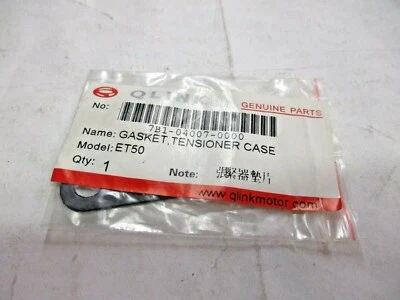 QLINK
GENUINE PARTS
No: 7B1-04007-0000
Name: GASKET,TENSIONER CASE
Model: ET50
Qty: 1 Note: 張緊器墊片
www.qlinkmotor.com